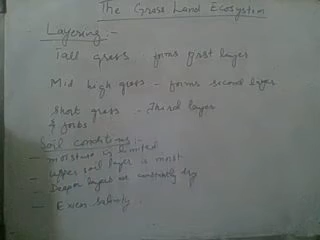 The Grass Land Ecosystem
Layering :-
Tall grass forms first layer
Mid high grass - forms second layer
Short grass - Third layer
& forbs
Soil conditions :-
- moisture is limited
- upper soil layer is moist
- Deeper layers are constantly dry
- Excess salinity.